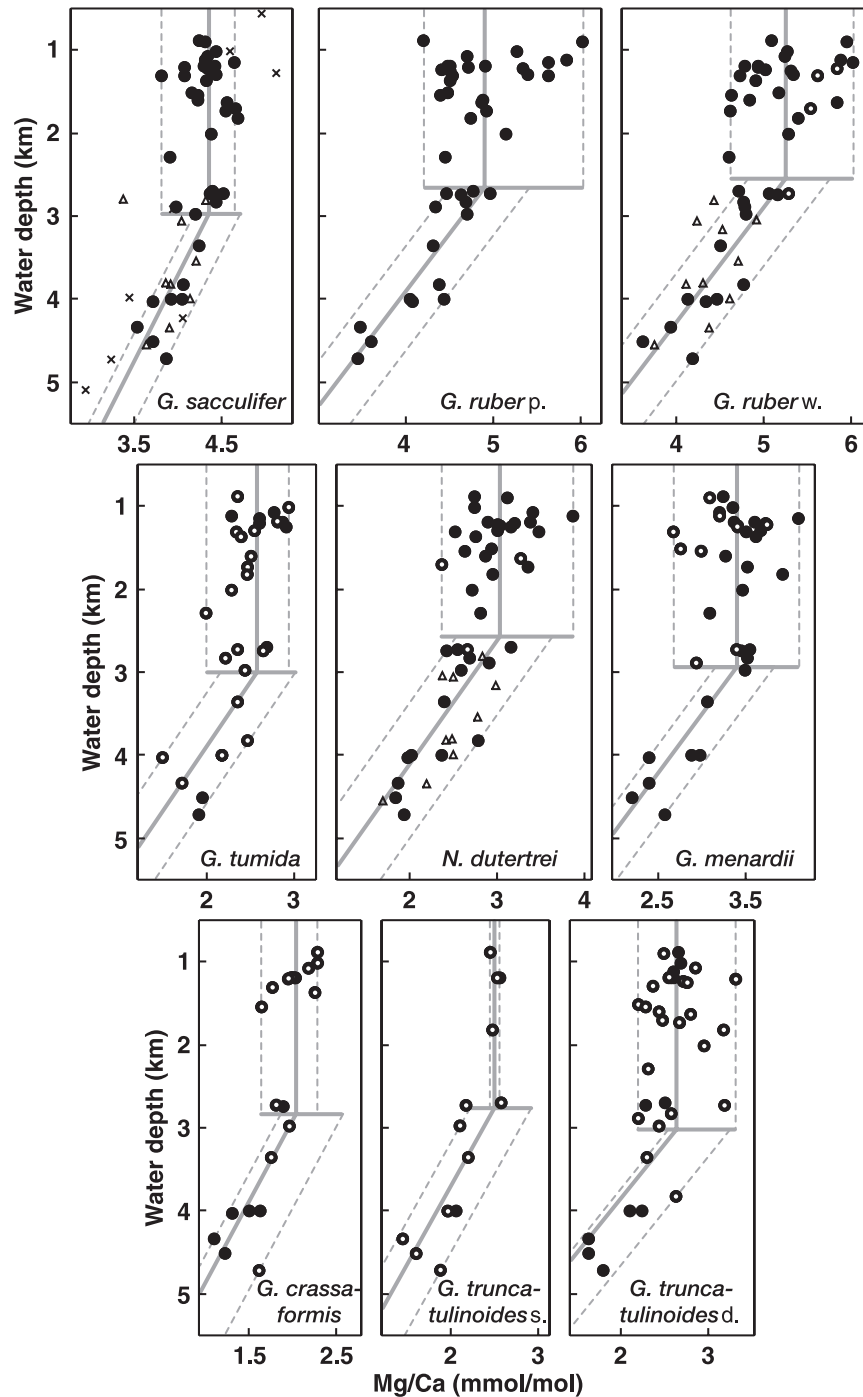 Water depth (km)
1
2
3
4
5
G. sacculifer
G. ruber p.
G. ruber w.
3.5 4.5 4 5 6 4 5 6
Water depth (km)
1
2
3
4
5
G. tumida
N. dutertrei
G. menardii
2 3 2 3 4 2.5 3.5
Water depth (km)
1
2
3
4
5
G. crassa-
formis
G. trunca-
tulinoides s.
G. trunca-
tulinoides d.
1.5 2.5 2 3 2 3
Mg/Ca (mmol/mol)